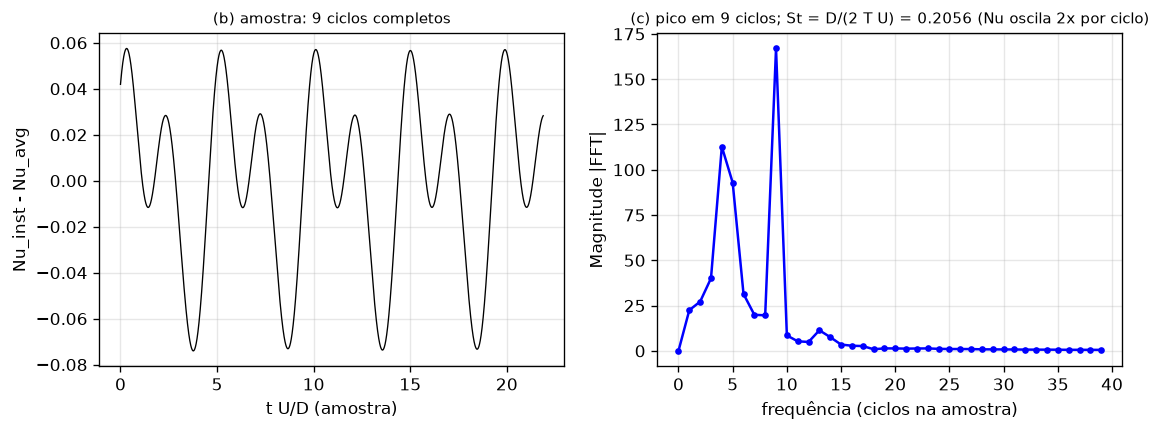 (b) amostra: 9 ciclos completos
Nu_inst - Nu_avg
0.06
0.04
0.02
0.00
−0.02
−0.04
−0.06
−0.08
0 5 10 15 20
t U/D (amostra)
(c) pico em 9 ciclos; St = D/(2 T U) = 0.2056 (Nu oscila 2x por ciclo)
Magnitude |FFT|
175
150
125
100
75
50
25
0
0 5 10 15 20 25 30 35 40
frequência (ciclos na amostra)